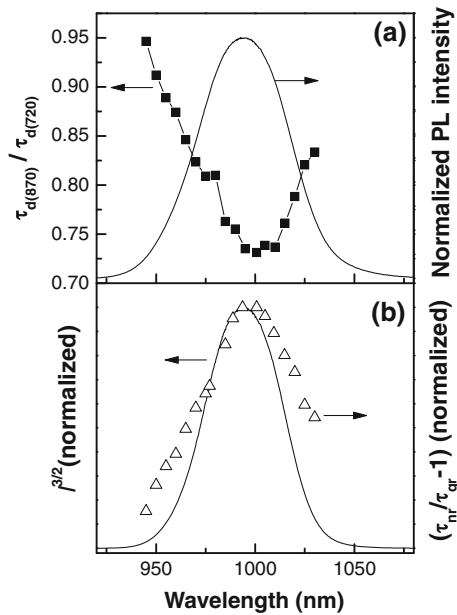 (a)
0.95
0.90
0.85
0.80
0.75
0.70
τd(870) / τd(720)
Normalized PL intensity
(b)
I3/2(normalized)
(τnr/τqr-1) (normalized)
950 1000 1050
Wavelength (nm)